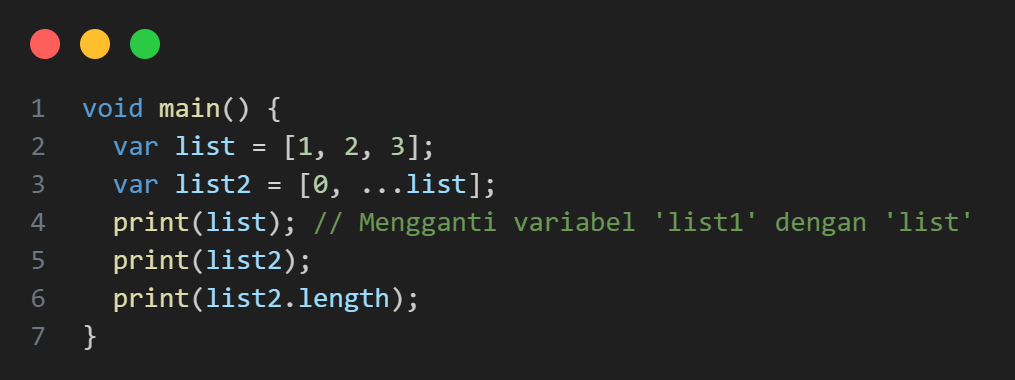 1 void main() {
2   var list = [1, 2, 3];
3   var list2 = [0, ...list];
4   print(list); // Mengganti variabel 'list1' dengan 'list'
5   print(list2);
6   print(list2.length);
7 }